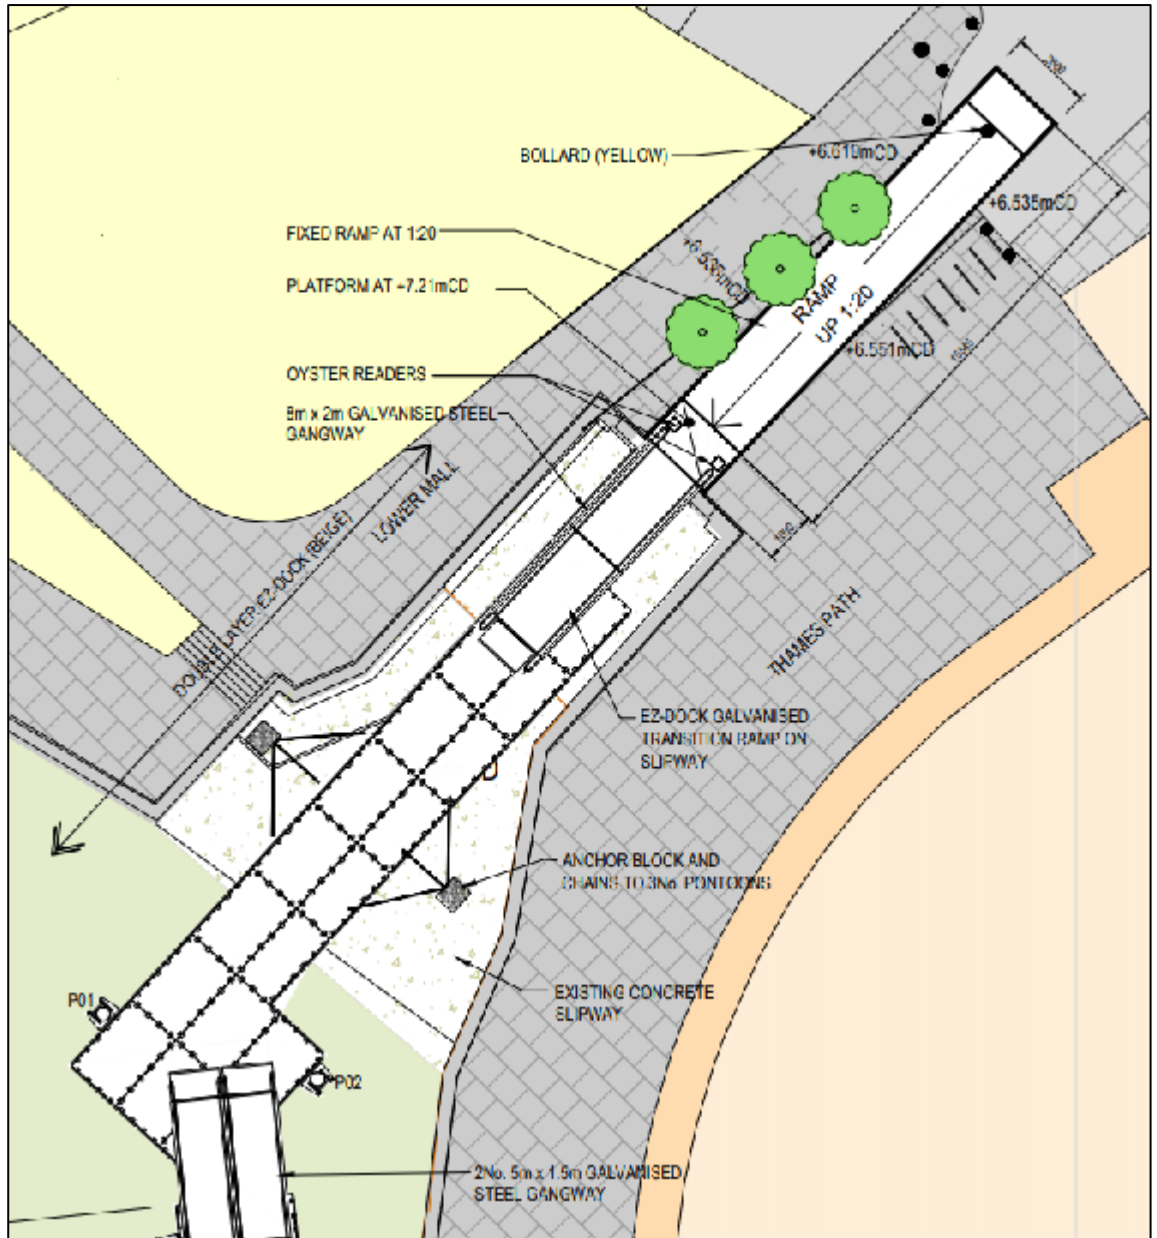 BOLLARD (YELLOW)
+6.610mCD
+6.535mCD
FIXED RAMP AT 1:20
+6.536mCD
PLATFORM AT +7.21mCD
RAMP
UP 1:20
+6.551mCD
OYSTER READERS
8m x 2m GALVANISED STEEL
GANGWAY
LOWER MALL
DOUBLE LAYER EZ-DOCK (BEIGE)
THAMES PATH
EZ-DOCK GALVANISED
TRANSITION RAMP ON
SLIPWAY
ANCHOR BLOCK AND
CHAINS TO 3No. PONTOONS
EXISTING CONCRETE
SLIPWAY
P01
P02
2No. 5m x 1.5m GALVANISED
STEEL GANGWAY